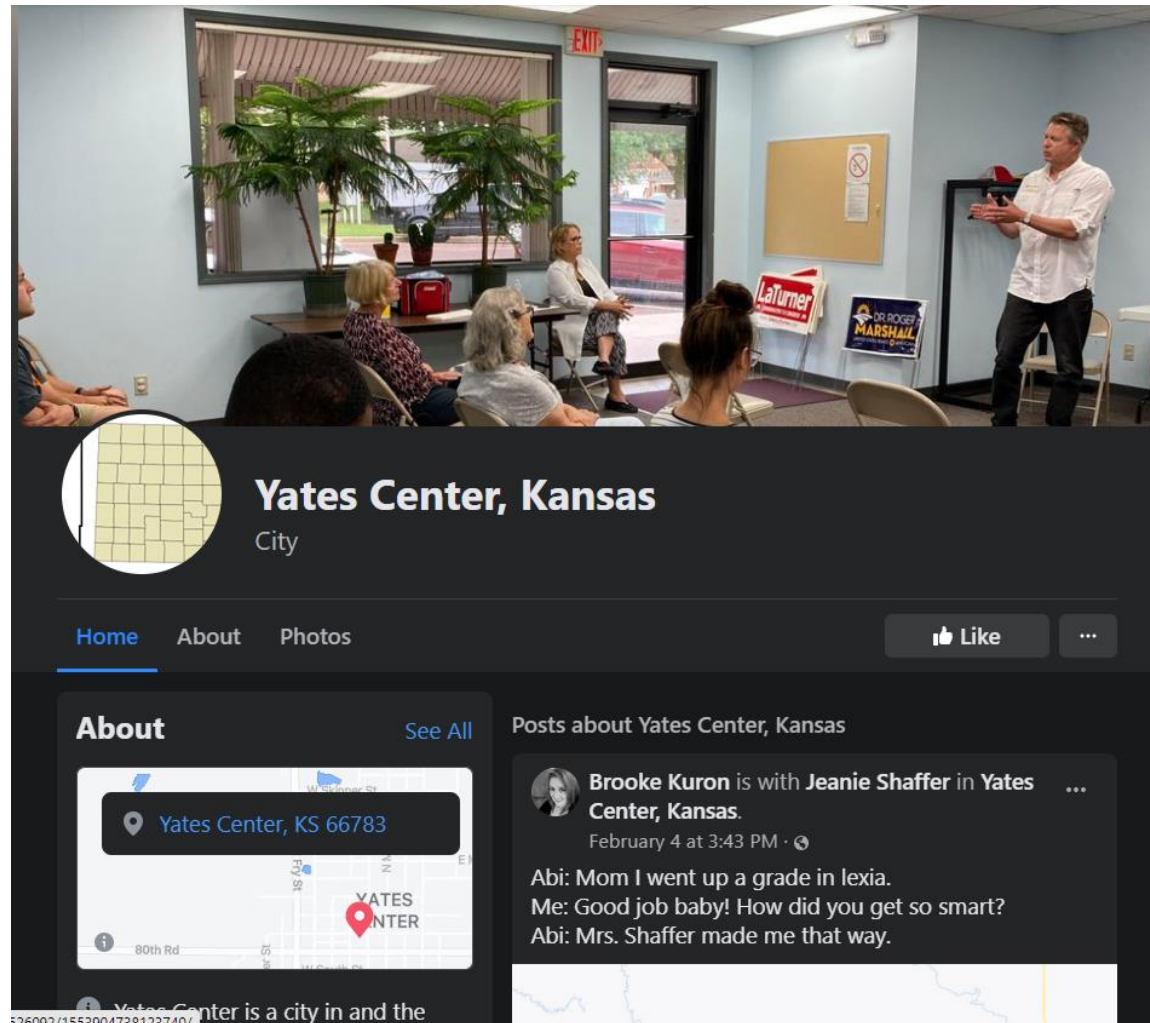 EXIT
LaTurner
DR. ROGER
MARSHALL
Yates Center, Kansas
City
Home About Photos
Like
About
See All
W Skinner St
Yates Center, KS 66783
Fry St
N
YATES
80th Rd
Yates Center is a city in and the
Posts about Yates Center, Kansas
Brooke Kuron is with Jeanie Shaffer in Yates
Center, Kansas.
February 4 at 3:43 PM ·
Abi: Mom I went up a grade in lexia.
Me: Good job baby! How did you get so smart?
Abi: Mrs. Shaffer made me that way.